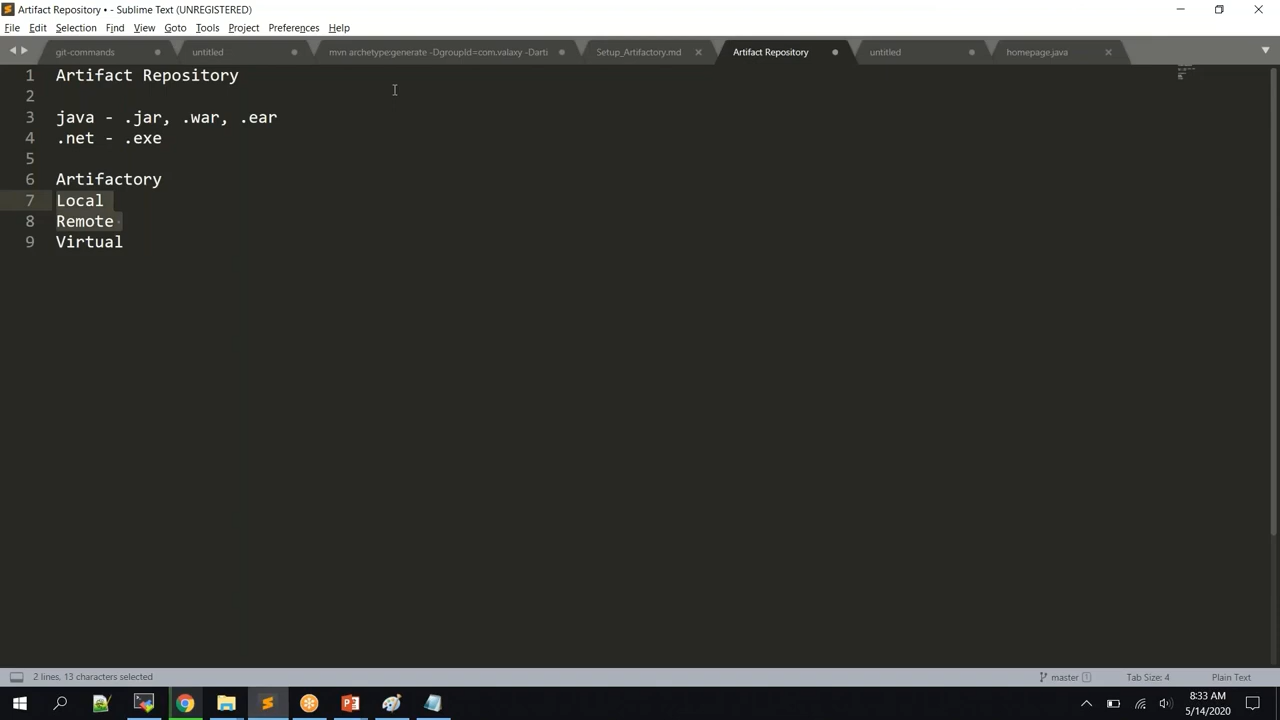 Artifact Repository • - Sublime Text (UNREGISTERED)
File Edit Selection Find View Goto Tools Project Preferences Help
git-commands untitled mvn archetype:generate -DgroupId=com.valaxy -Darti Setup_Artifactory.md Artifact Repository untitled homepage.java
1 Artifact Repository
2
3 java - .jar, .war, .ear
4 .net - .exe
5
6 Artifactory
7 Local
8 Remote
9 Virtual
2 lines, 13 characters selected master 1 Tab Size: 4 Plain Text
8:33 AM
5/14/2020